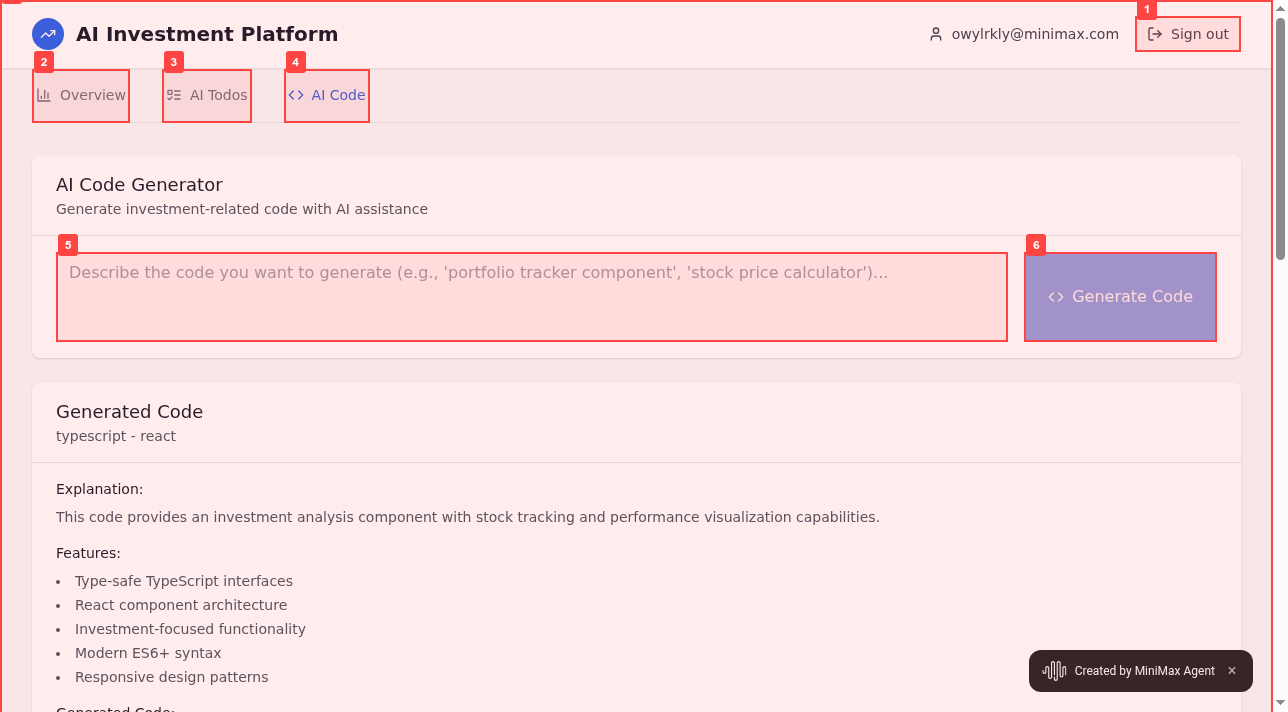 AI Investment Platform
owylrkly@minimax.com
1
Sign out
2
Overview
3
AI Todos
4
AI Code
AI Code Generator
Generate investment-related code with AI assistance
5
Describe the code you want to generate (e.g., 'portfolio tracker component', 'stock price calculator')...
6
Generate Code
Generated Code
typescript - react
Explanation:
This code provides an investment analysis component with stock tracking and performance visualization capabilities.
Features:
• Type-safe TypeScript interfaces
• React component architecture
• Investment-focused functionality
• Modern ES6+ syntax
• Responsive design patterns
Generated Code:
Created by MiniMax Agent ×